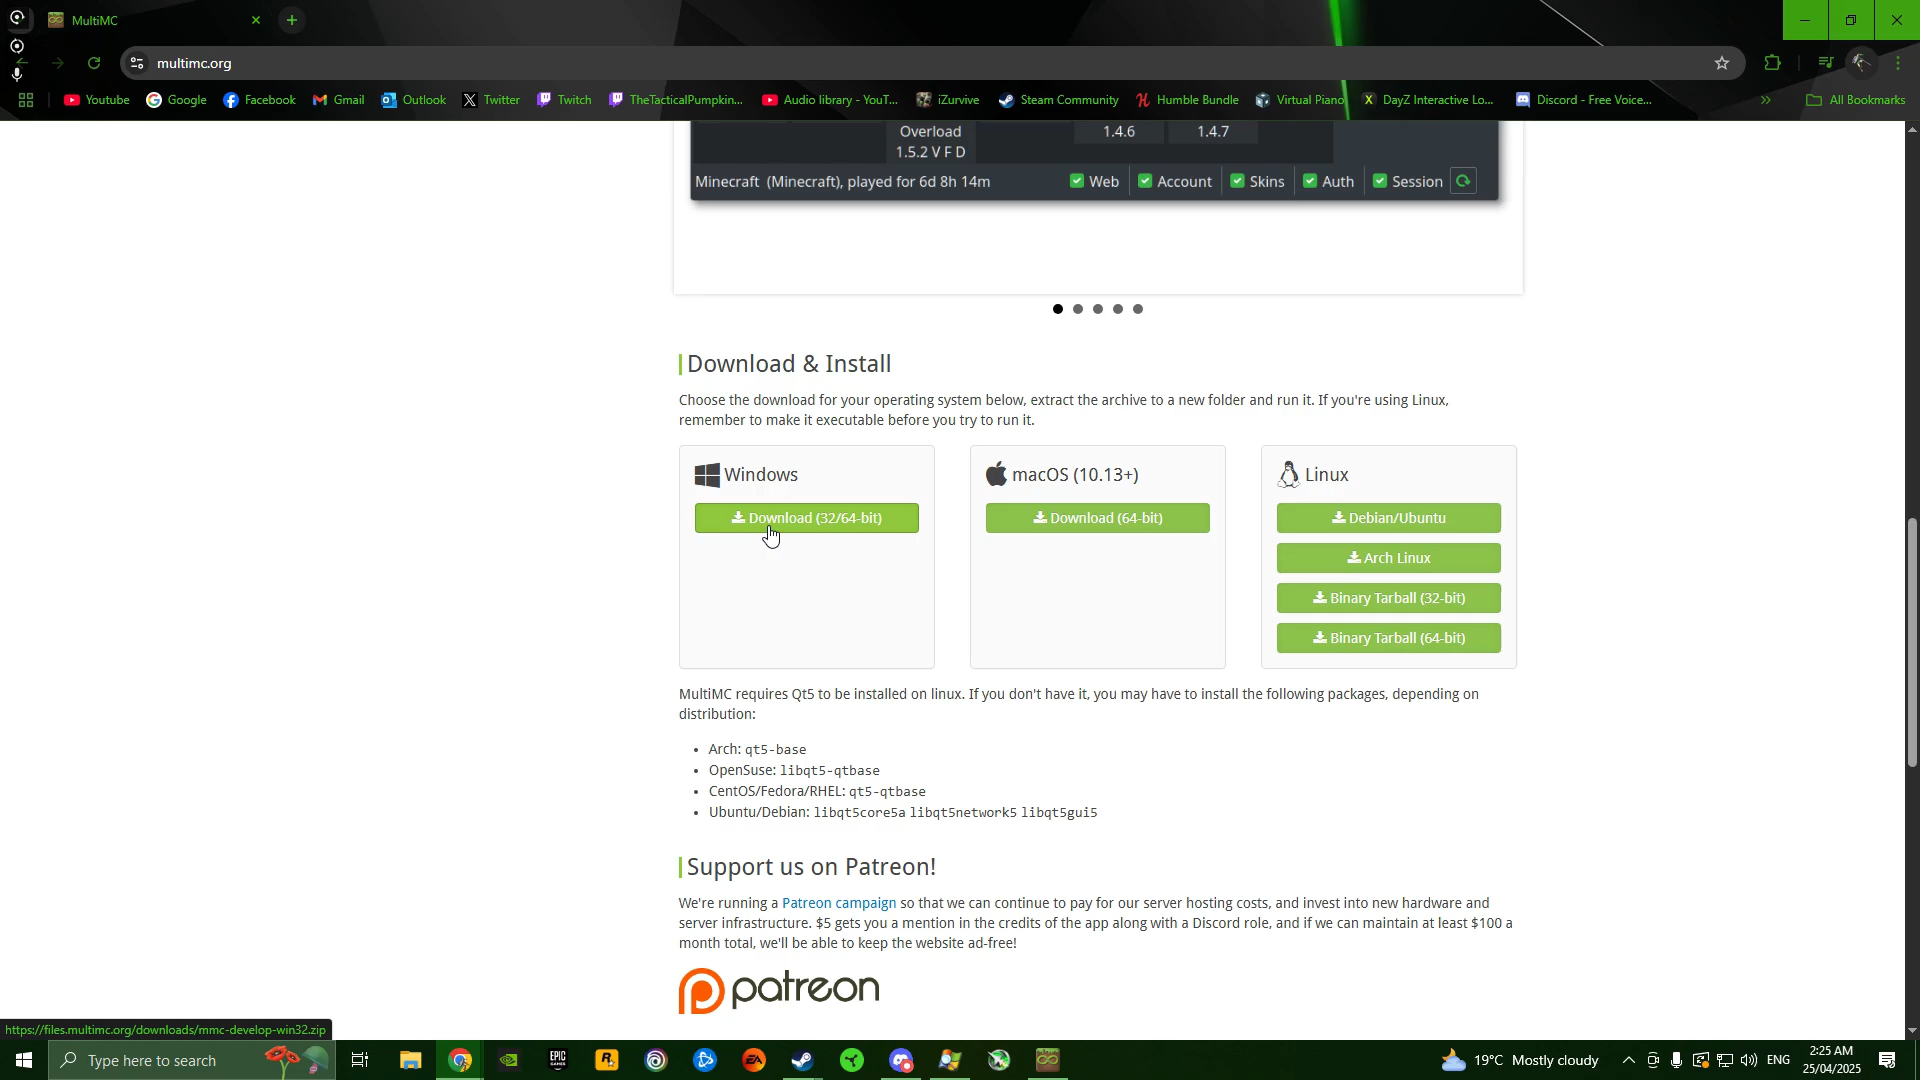 MultiMC
multimc.org
Youtube Google Facebook Gmail Outlook Twitter Twitch TheTacticalPumpkin... Audio library - YouT... iZurvive Steam Community Humble Bundle Virtual Piano DayZ Interactive Lo... Discord - Free Voice... » All Bookmarks
Overload 1.4.6 1.4.7
1.5.2 V F D
Minecraft (Minecraft), played for 6d 8h 14m Web Account Skins Auth Session
Download & Install
Choose the download for your operating system below, extract the archive to a new folder and run it. If you're using Linux,
remember to make it executable before you try to run it.
Windows
Download (32/64-bit)
macOS (10.13+)
Download (64-bit)
Linux
Debian/Ubuntu
Arch Linux
Binary Tarball (32-bit)
Binary Tarball (64-bit)
MultiMC requires Qt5 to be installed on linux. If you don't have it, you may have to install the following packages, depending on
distribution:
• Arch: qt5-base
• OpenSuse: libqt5-qtbase
• CentOS/Fedora/RHEL: qt5-qtbase
• Ubuntu/Debian: libqt5core5a libqt5network5 libqt5gui5
Support us on Patreon!
We're running a Patreon campaign so that we can continue to pay for our server hosting costs, and invest into new hardware and
server infrastructure. $5 gets you a mention in the credits of the app along with a Discord role, and if we can maintain at least $100 a
month total, we'll be able to keep the website ad-free!
patreon
https://files.multimc.org/downloads/mmc-develop-win32.zip
Type here to search
EPIC GAMES
R
EA
19°C Mostly cloudy
ENG
2:25 AM
25/04/2025